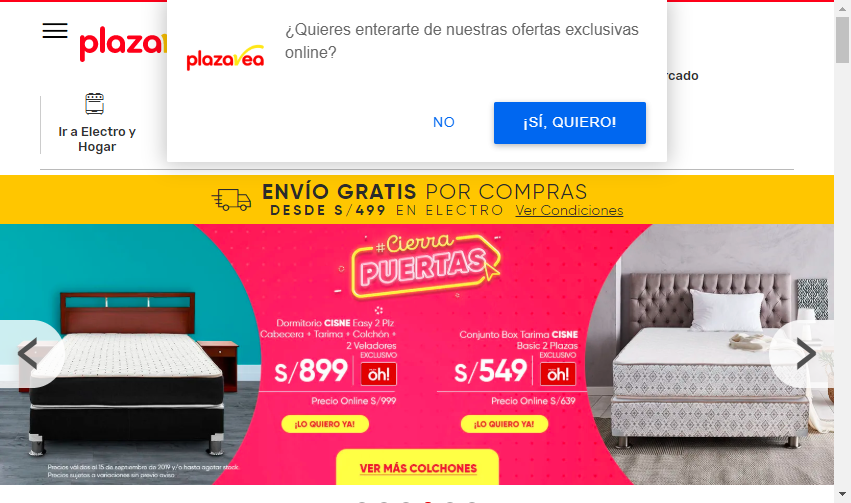 plazav
plazavea
¿Quieres enterarte de nuestras ofertas exclusivas
online?
rcado
NO
¡SÍ, QUIERO!
Ir a Electro y
Hogar
ENVÍO GRATIS POR COMPRAS
DESDE S/499 EN ELECTRO Ver Condiciones
#Cierra
PUERTAS
Dormitorio CISNE Easy 2 Plz
Cabecera + Tarima + Colchón +
2 Veladores
S/899
EXCLUSIVO
oh!
Precio Online S/999
¡LO QUIERO YA!
Conjunto Box Tarima CISNE
Basic 2 Plazas
S/549
EXCLUSIVO
oh!
Precio Online S/639
¡LO QUIERO YA!
VER MÁS COLCHONES
Precios válidos al 15 de septiembre de 2019 y/o hasta agotar stock.
Precios sujetos a variaciones sin previo aviso.